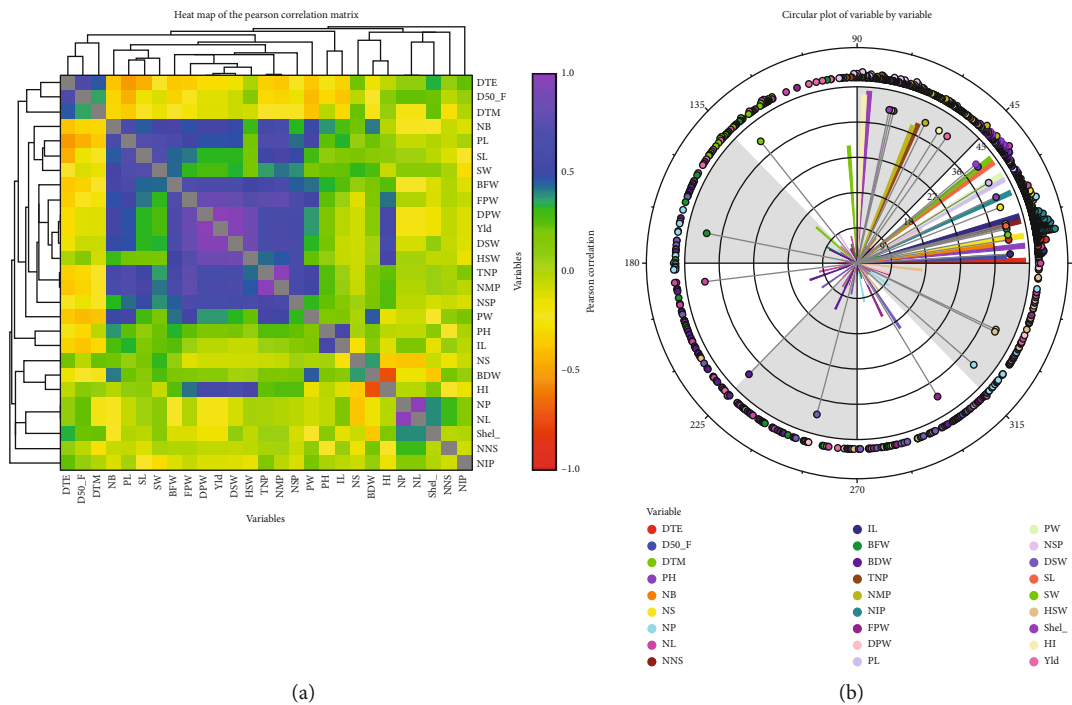 Heat map of the pearson correlation matrix
DTE
D50_F
DTM
NB
PL
SL
SW
BFW
FPW
DPW
Yld
DSW
HSW
TNP
NMP
NSP
PW
PH
IL
NS
BDW
HI
NP
NL
Shel_
NNS
NIP
Variables
DTE
D50_F
DTM
NB
PL
SL
SW
BFW
FPW
DPW
Yld
DSW
HSW
TNP
NMP
NSP
PW
PH
IL
NS
BDW
HI
NP
NL
Shel_
NNS
NIP
Variables
1.0
0.5
0.0
−0.5
−1.0
Pearson correlation
(a)
Circular plot of variable by variable
90
135
45
45
36
27
18
9
180
225
315
270
Variable
DTE
D50_F
DTM
PH
NB
NS
NP
NL
NNS
IL
BFW
BDW
TNP
NMP
NIP
FPW
DPW
PL
PW
NSP
DSW
SL
SW
HSW
Shel_
HI
Yld
(b)